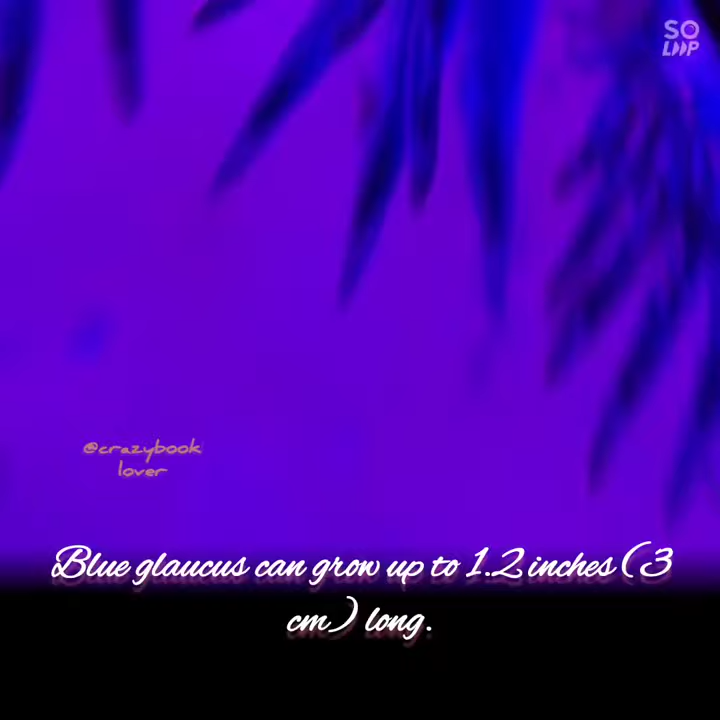 SO
LOOP
@crazybook
lover
Blue glaucus can grow up to 1.2 inches (3
cm) long.